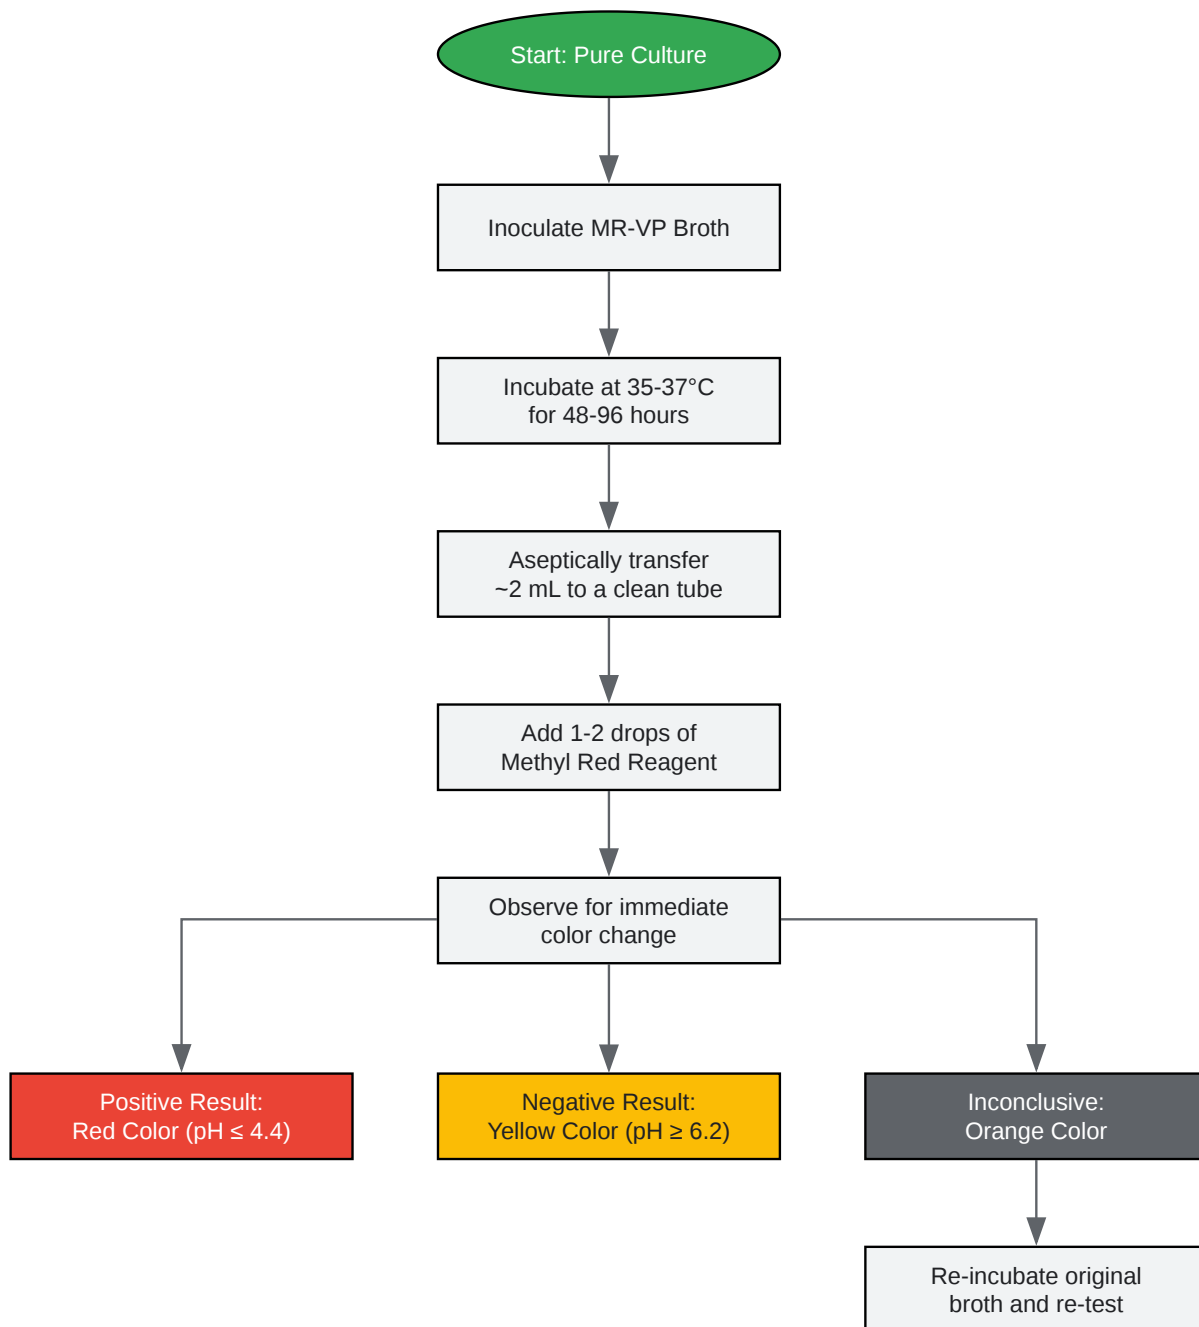 Start: Pure Culture
Inoculate MR-VP Broth
Incubate at 35-37°C
for 48-96 hours
Aseptically transfer
~2 mL to a clean tube
Add 1-2 drops of
Methyl Red Reagent
Observe for immediate
color change
Positive Result:
Red Color (pH ≤ 4.4)
Negative Result:
Yellow Color (pH ≥ 6.2)
Inconclusive:
Orange Color
Re-incubate original
broth and re-test